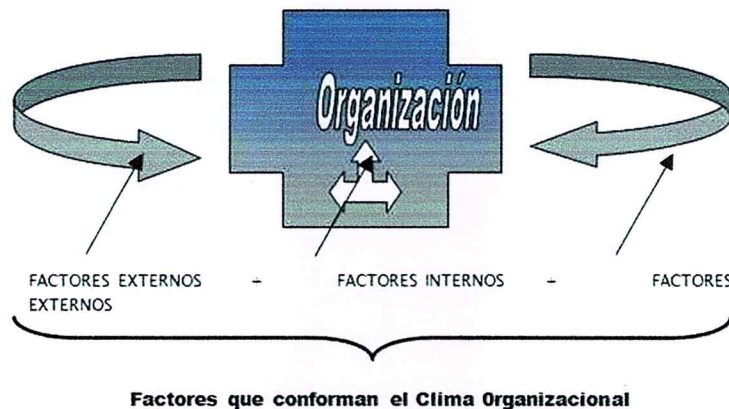 Organización
FACTORES EXTERNOS + FACTORES INTERNOS + FACTORES
EXTERNOS
Factores que conforman el Clima Organizacional